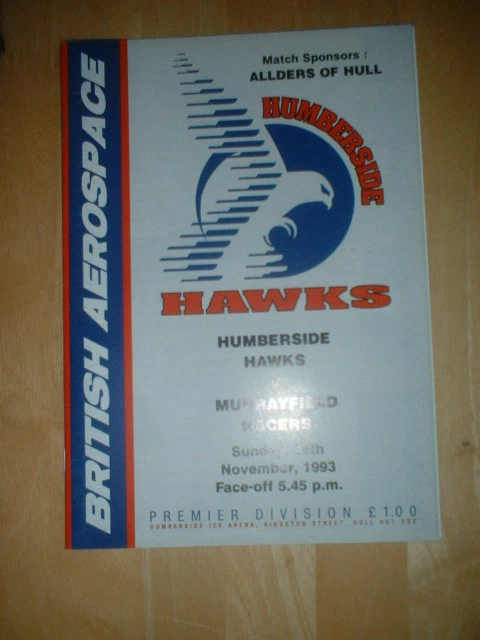 BRITISH AEROSPACE
Match Sponsors :
ALLDERS OF HULL
HUMBERSIDE
HAWKS
HUMBERSIDE
HAWKS
MURRAYFIELD
RACERS
Sunday,
November, 1993
Face-off 5.45 p.m.
PREMIER DIVISION £1.00
HUMBERSIDE ICE ARENA, KINGSTON STREET, HULL HU1 2DZ